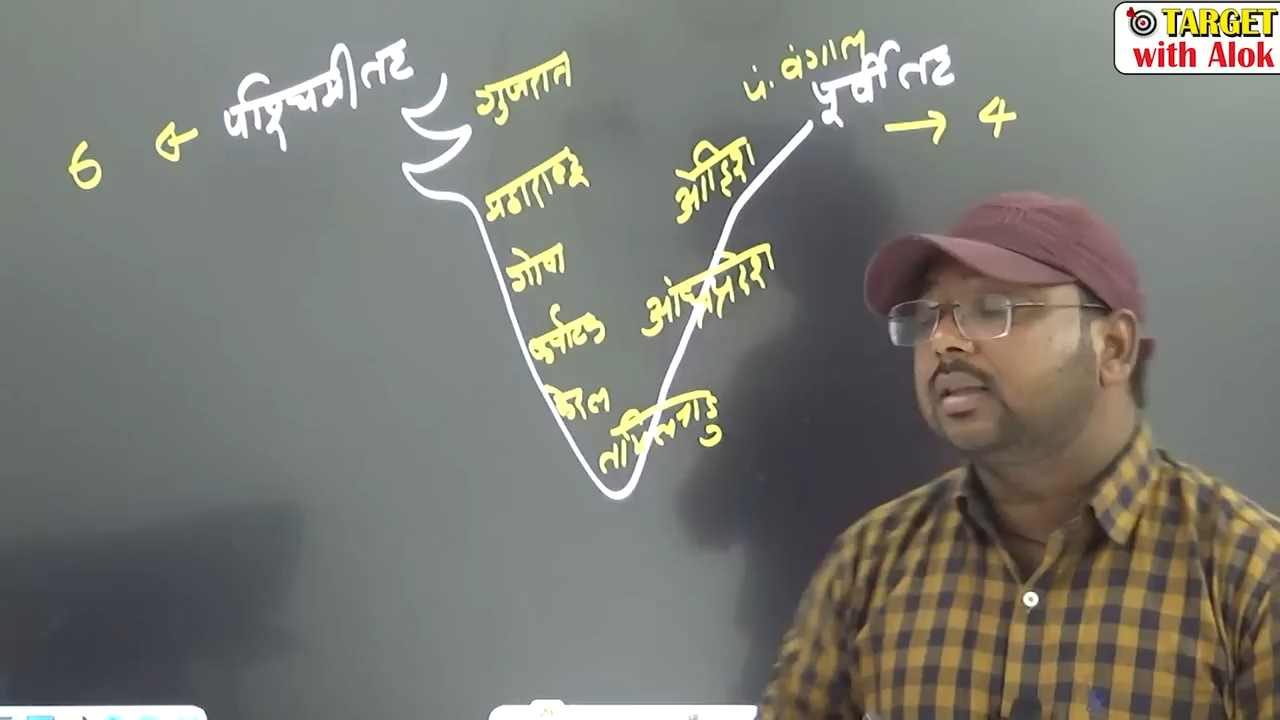 TARGET
with Alok
पश्चिमी तट
6 ←
पूर्वी तट
→ 4
गुजरात
महाराष्ट्र
गोवा
कर्नाटक
केरल
प. बंगाल
ओडिशा
आंध्रप्रदेश
तमिलनाडु